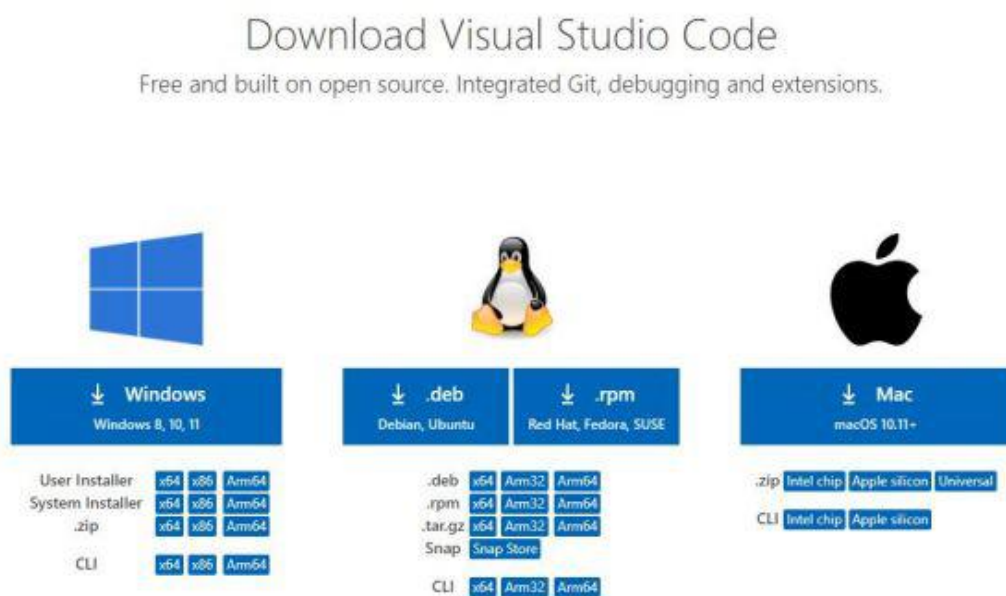 Download Visual Studio Code
Free and built on open source. Integrated Git, debugging and extensions.
Windows
Windows 8, 10, 11
User Installer x64 x86 Arm64
System Installer x64 x86 Arm64
.zip x64 x86 Arm64
CLI x64 x86 Arm64
.deb
Debian, Ubuntu
.rpm
Red Hat, Fedora, SUSE
.deb x64 Arm32 Arm64
.rpm x64 Arm32 Arm64
.tar.gz x64 Arm32 Arm64
Snap Snap Store
CLI x64 Arm32 Arm64
Mac
macOS 10.11+
.zip Intel chip Apple silicon Universal
CLI Intel chip Apple silicon